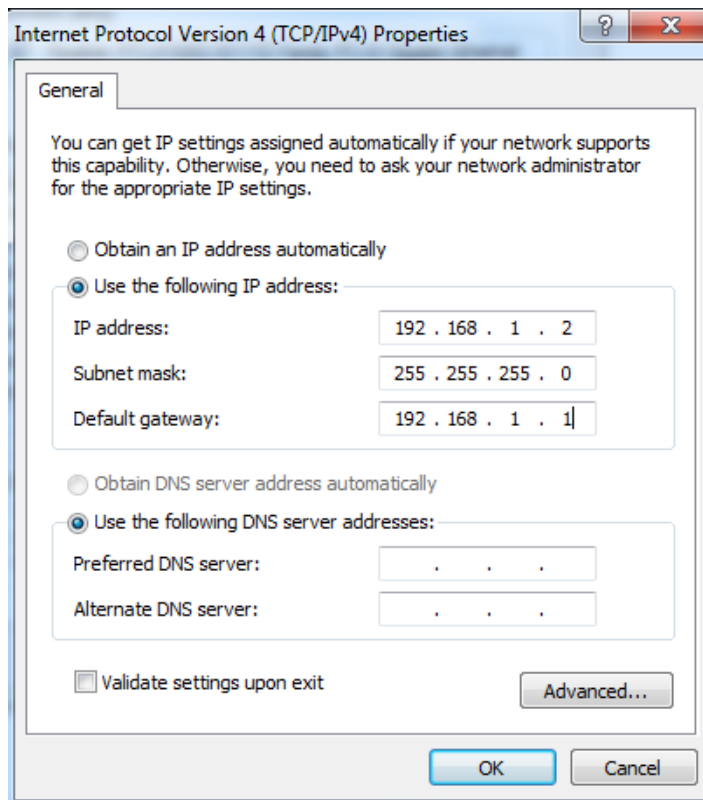 Internet Protocol Version 4 (TCP/IPv4) Properties
?
X
General
You can get IP settings assigned automatically if your network supports
this capability. Otherwise, you need to ask your network administrator
for the appropriate IP settings.
Obtain an IP address automatically
Use the following IP address:
IP address: 192 . 168 . 1 . 2
Subnet mask: 255 . 255 . 255 . 0
Default gateway: 192 . 168 . 1 . 1
Obtain DNS server address automatically
Use the following DNS server addresses:
Preferred DNS server: . . .
Alternate DNS server: . . .
Validate settings upon exit
Advanced...
OK Cancel